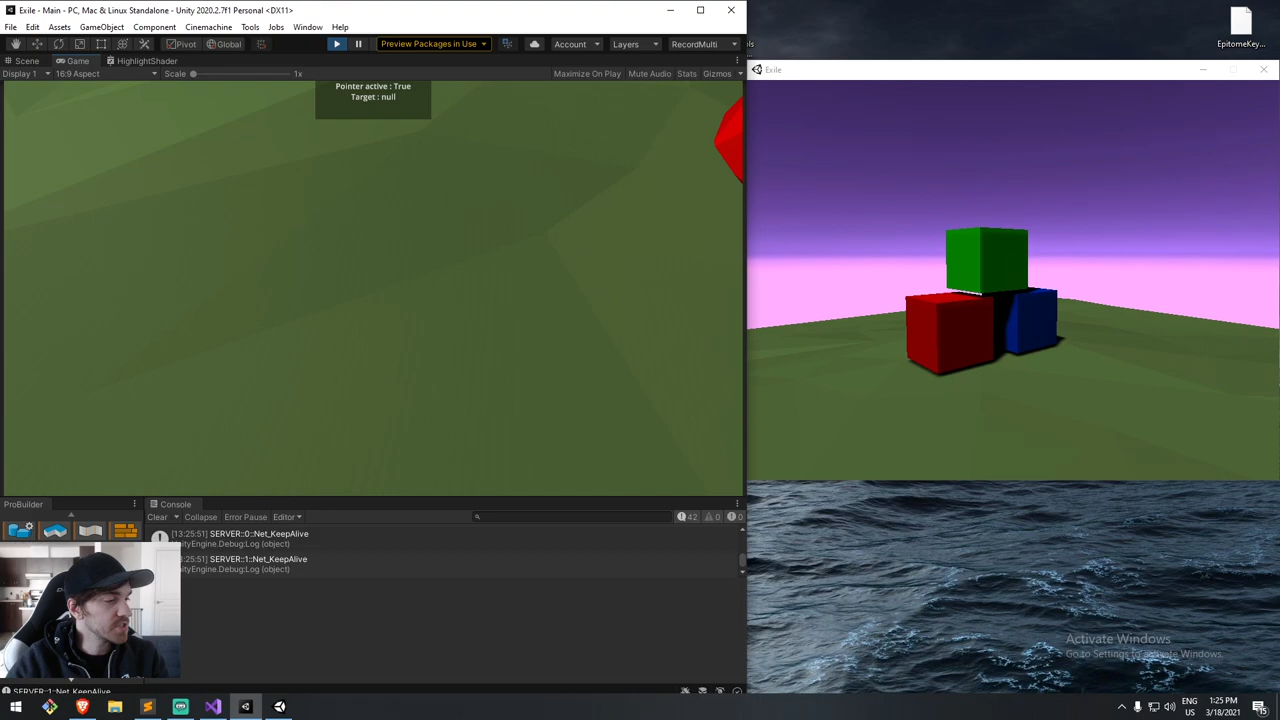 Exile - Main - PC, Mac & Linux Standalone - Unity 2020.2.7f1 Personal <DX11>
File Edit Assets GameObject Component Cinemachine Tools Jobs Window Help
Pivot Global Preview Packages in Use Account Layers RecordMulti
EpitomeKey...
Scene Game HighlightShader
Exile
Display 1 16:9 Aspect Scale 1x Maximize On Play Mute Audio Stats Gizmos
Pointer active : True
Target : null
ProBuilder Console
Clear Collapse Error Pause Editor 42 0 0
[13:25:51] SERVER::0::Net_KeepAlive
UnityEngine.Debug:Log (object)
SERVER::1::Net_KeepAlive
UnityEngine.Debug:Log (object)
Activate Windows
Go to Settings to activate Windows.
SERVER::1::Net_KeepAlive
ENG
US
1:25 PM
3/18/2021
15